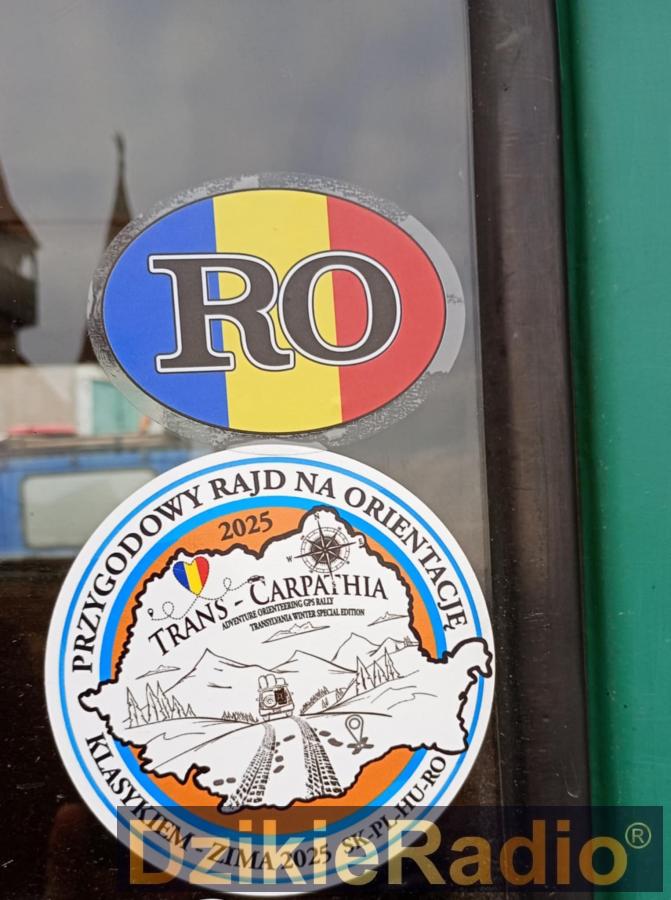 RO
PRZYGODOWY RAJD NA ORIENTACJĘ
2025
N
W
TRANS - CARPATHIA
ADVENTURE ORIENTEERING GPS RALLY
TRANSYLVANIA WINTER SPECIAL EDITION
KLASYKIEM - ZIMA 2025 SK-PL-HU-RO
DzikieRadio®